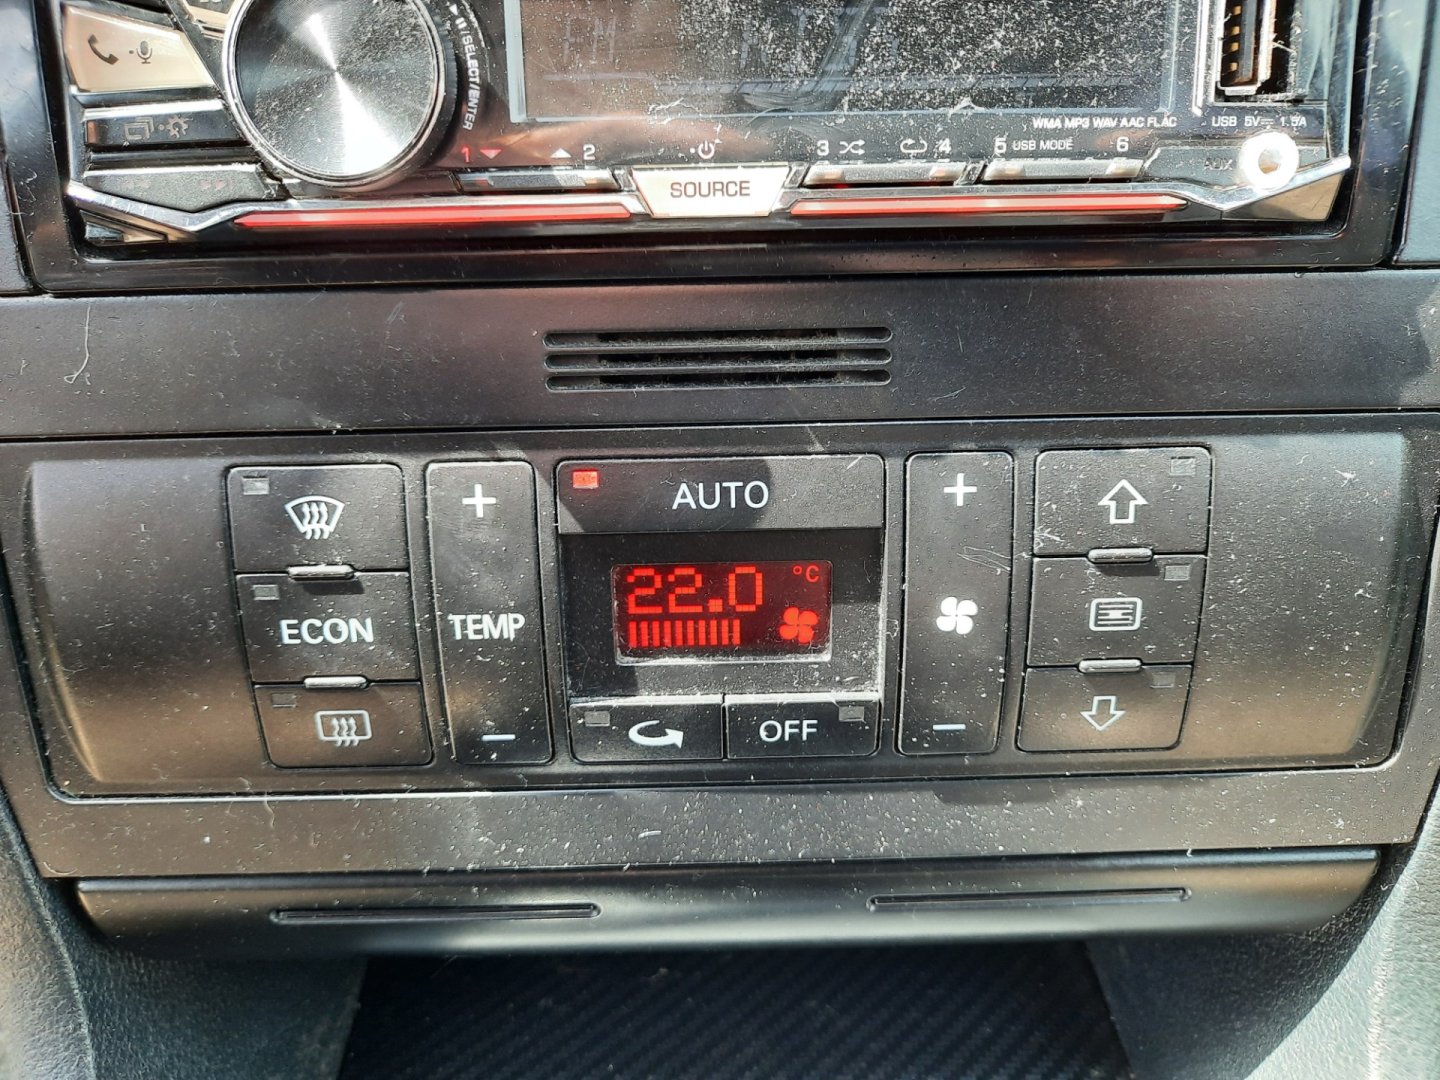 FM
SELECT/ENTER
WMA MP3 WAV AAC FLAC
USB 5V 1.5A
1 2 3 4 5 USB MODE 6
AUX
SOURCE
AUTO
22.0 °C
ECON
TEMP
OFF
+
-
+
-